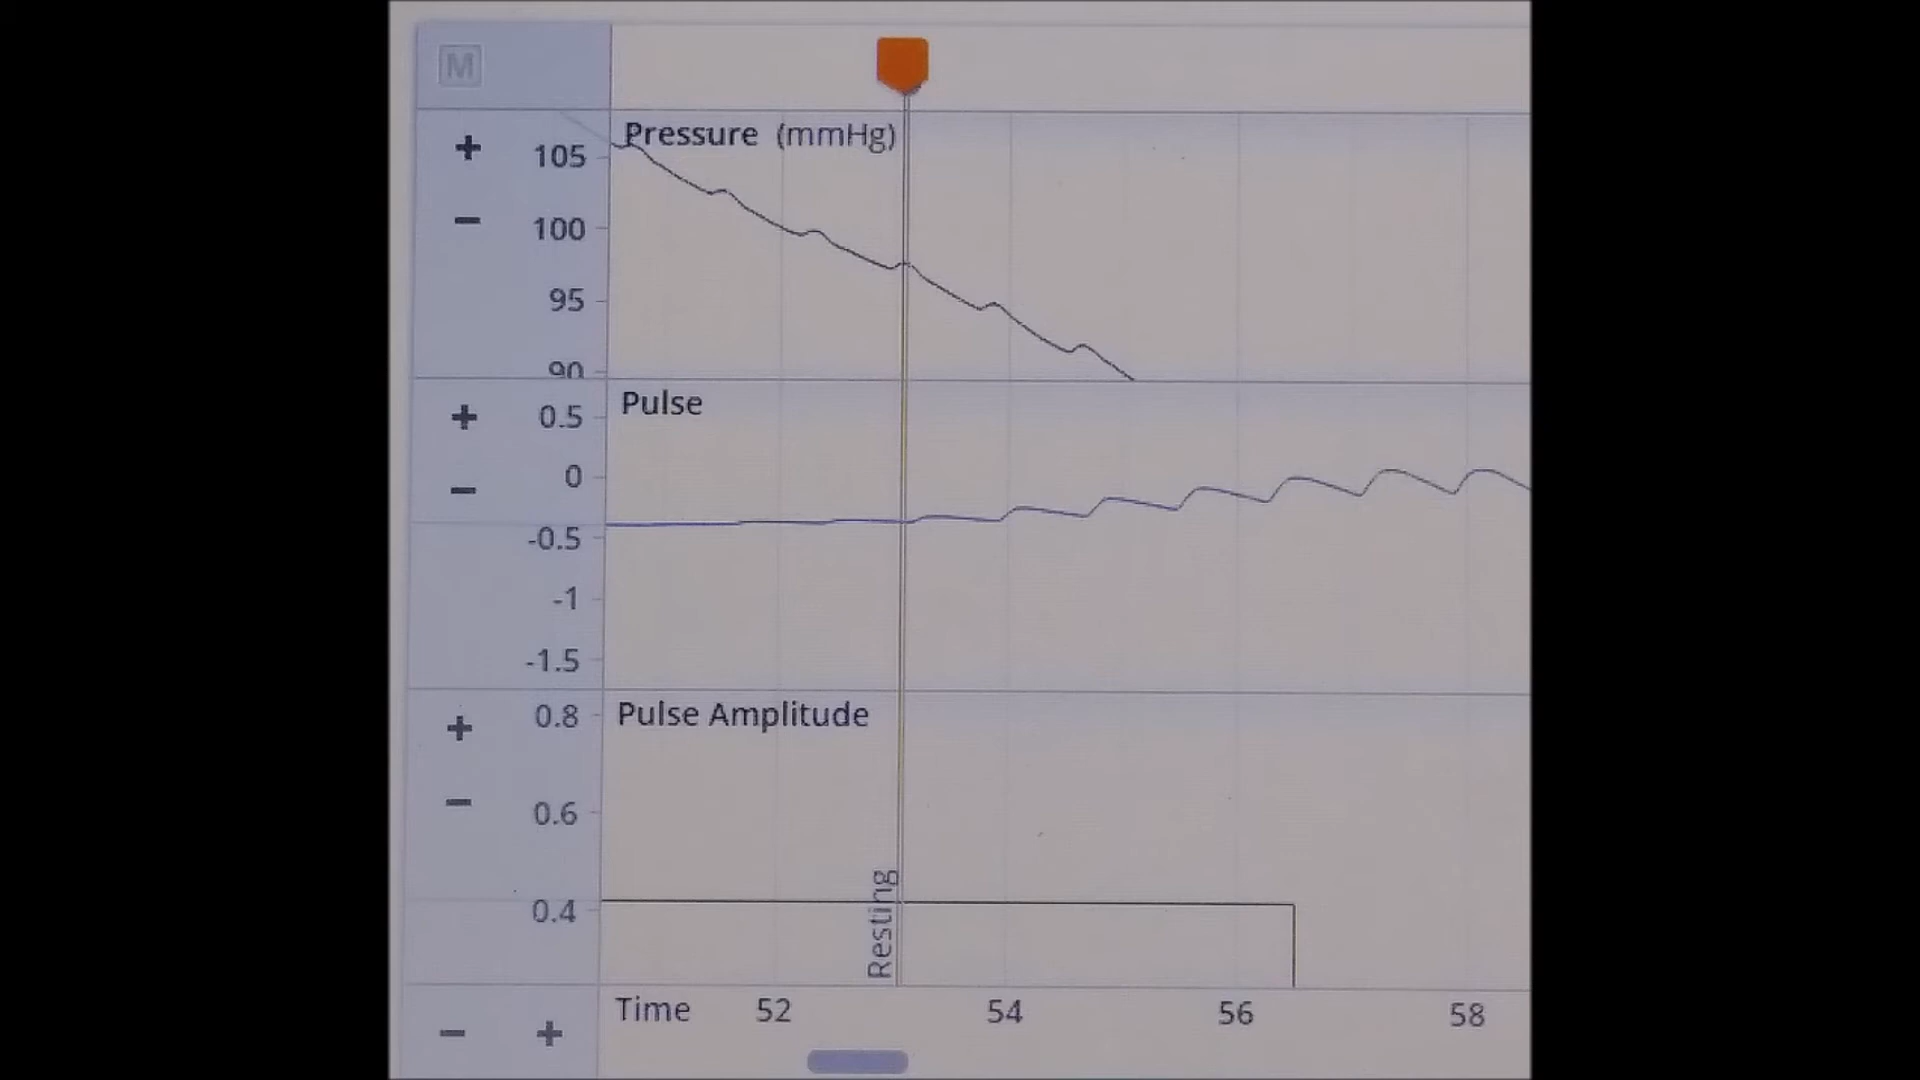 M
Pressure (mmHg)
+ 105
− 100
95
90
Pulse
+ 0.5
0
−
-0.5
-1
-1.5
Pulse Amplitude
+ 0.8
−
0.6
0.4
Resting
Time 52 54 56 58
− +